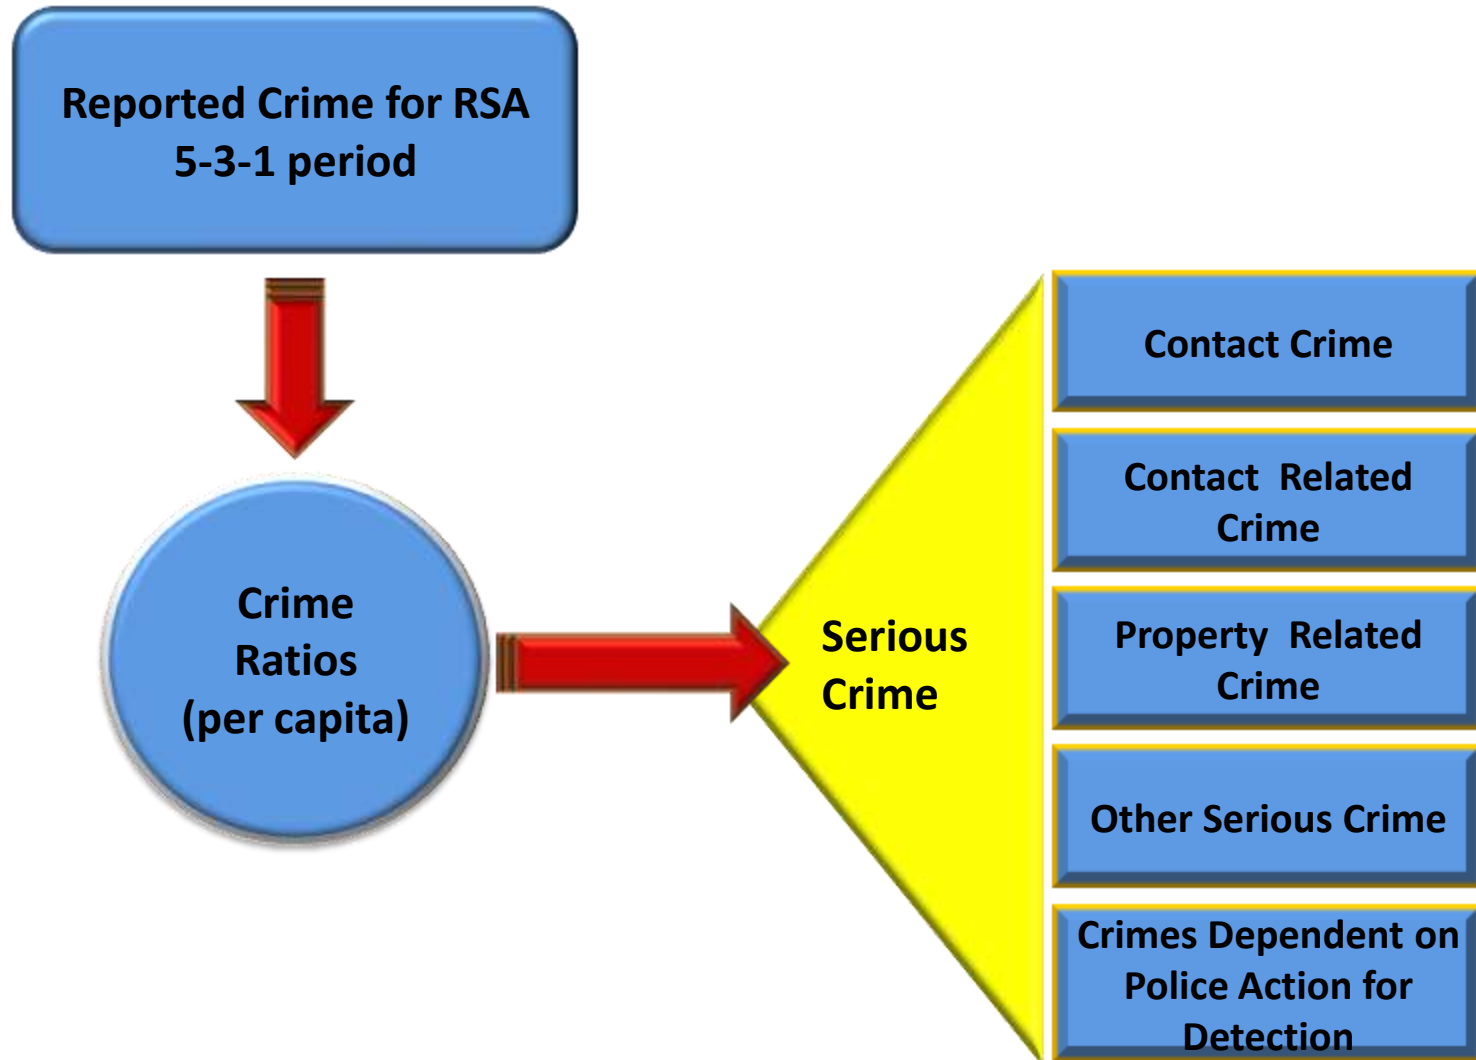 Reported Crime for RSA
5-3-1 period
Crime
Ratios
(per capita)
Serious
Crime
Contact Crime
Contact  Related
Crime
Property  Related
Crime
Other Serious Crime
Crimes Dependent on
Police Action for
Detection